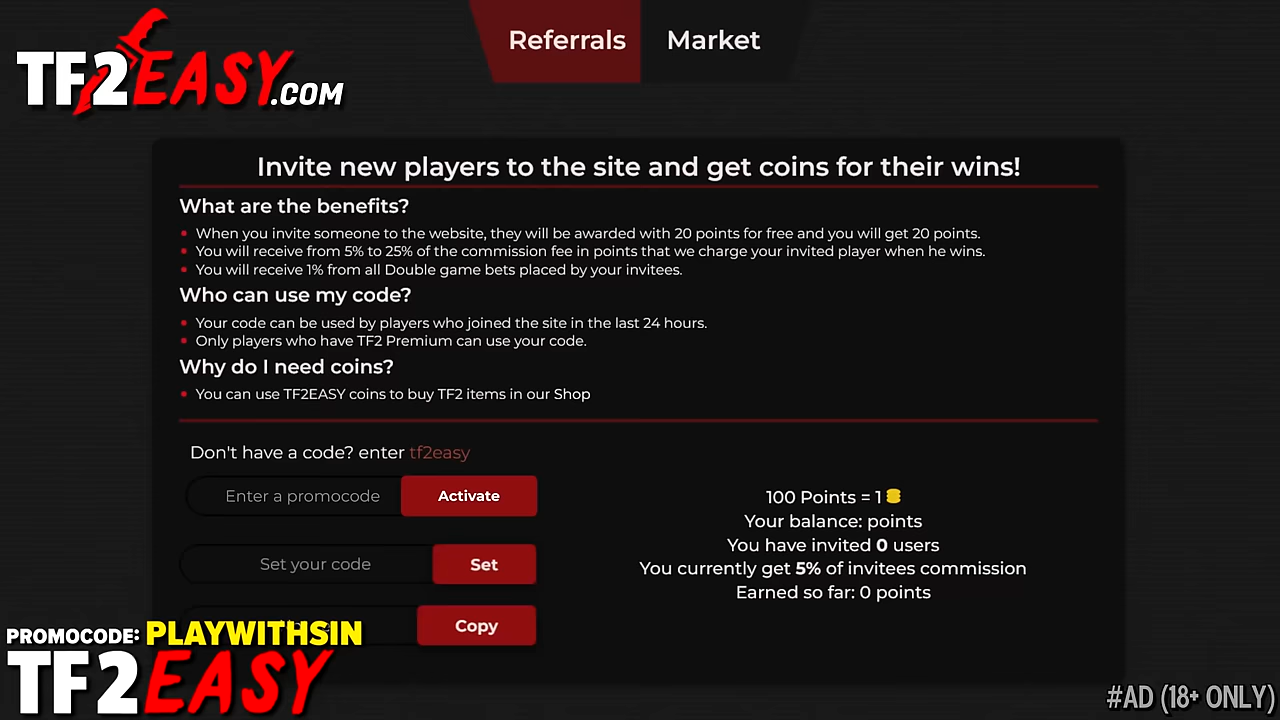 TF2EASY.COM
Referrals
Market
Invite new players to the site and get coins for their wins!
What are the benefits?
When you invite someone to the website, they will be awarded with 20 points for free and you will get 20 points.
You will receive from 5% to 25% of the commission fee in points that we charge your invited player when he wins.
You will receive 1% from all Double game bets placed by your invitees.
Who can use my code?
Your code can be used by players who joined the site in the last 24 hours.
Only players who have TF2 Premium can use your code.
Why do I need coins?
You can use TF2EASY coins to buy TF2 items in our Shop
Don't have a code? enter tf2easy
Enter a promocode
Activate
Set your code
Set
Copy
100 Points = 1
Your balance: points
You have invited 0 users
You currently get 5% of invitees commission
Earned so far: 0 points
PROMOCODE: PLAYWITHSIN
TF2EASY
#AD (18+ ONLY)